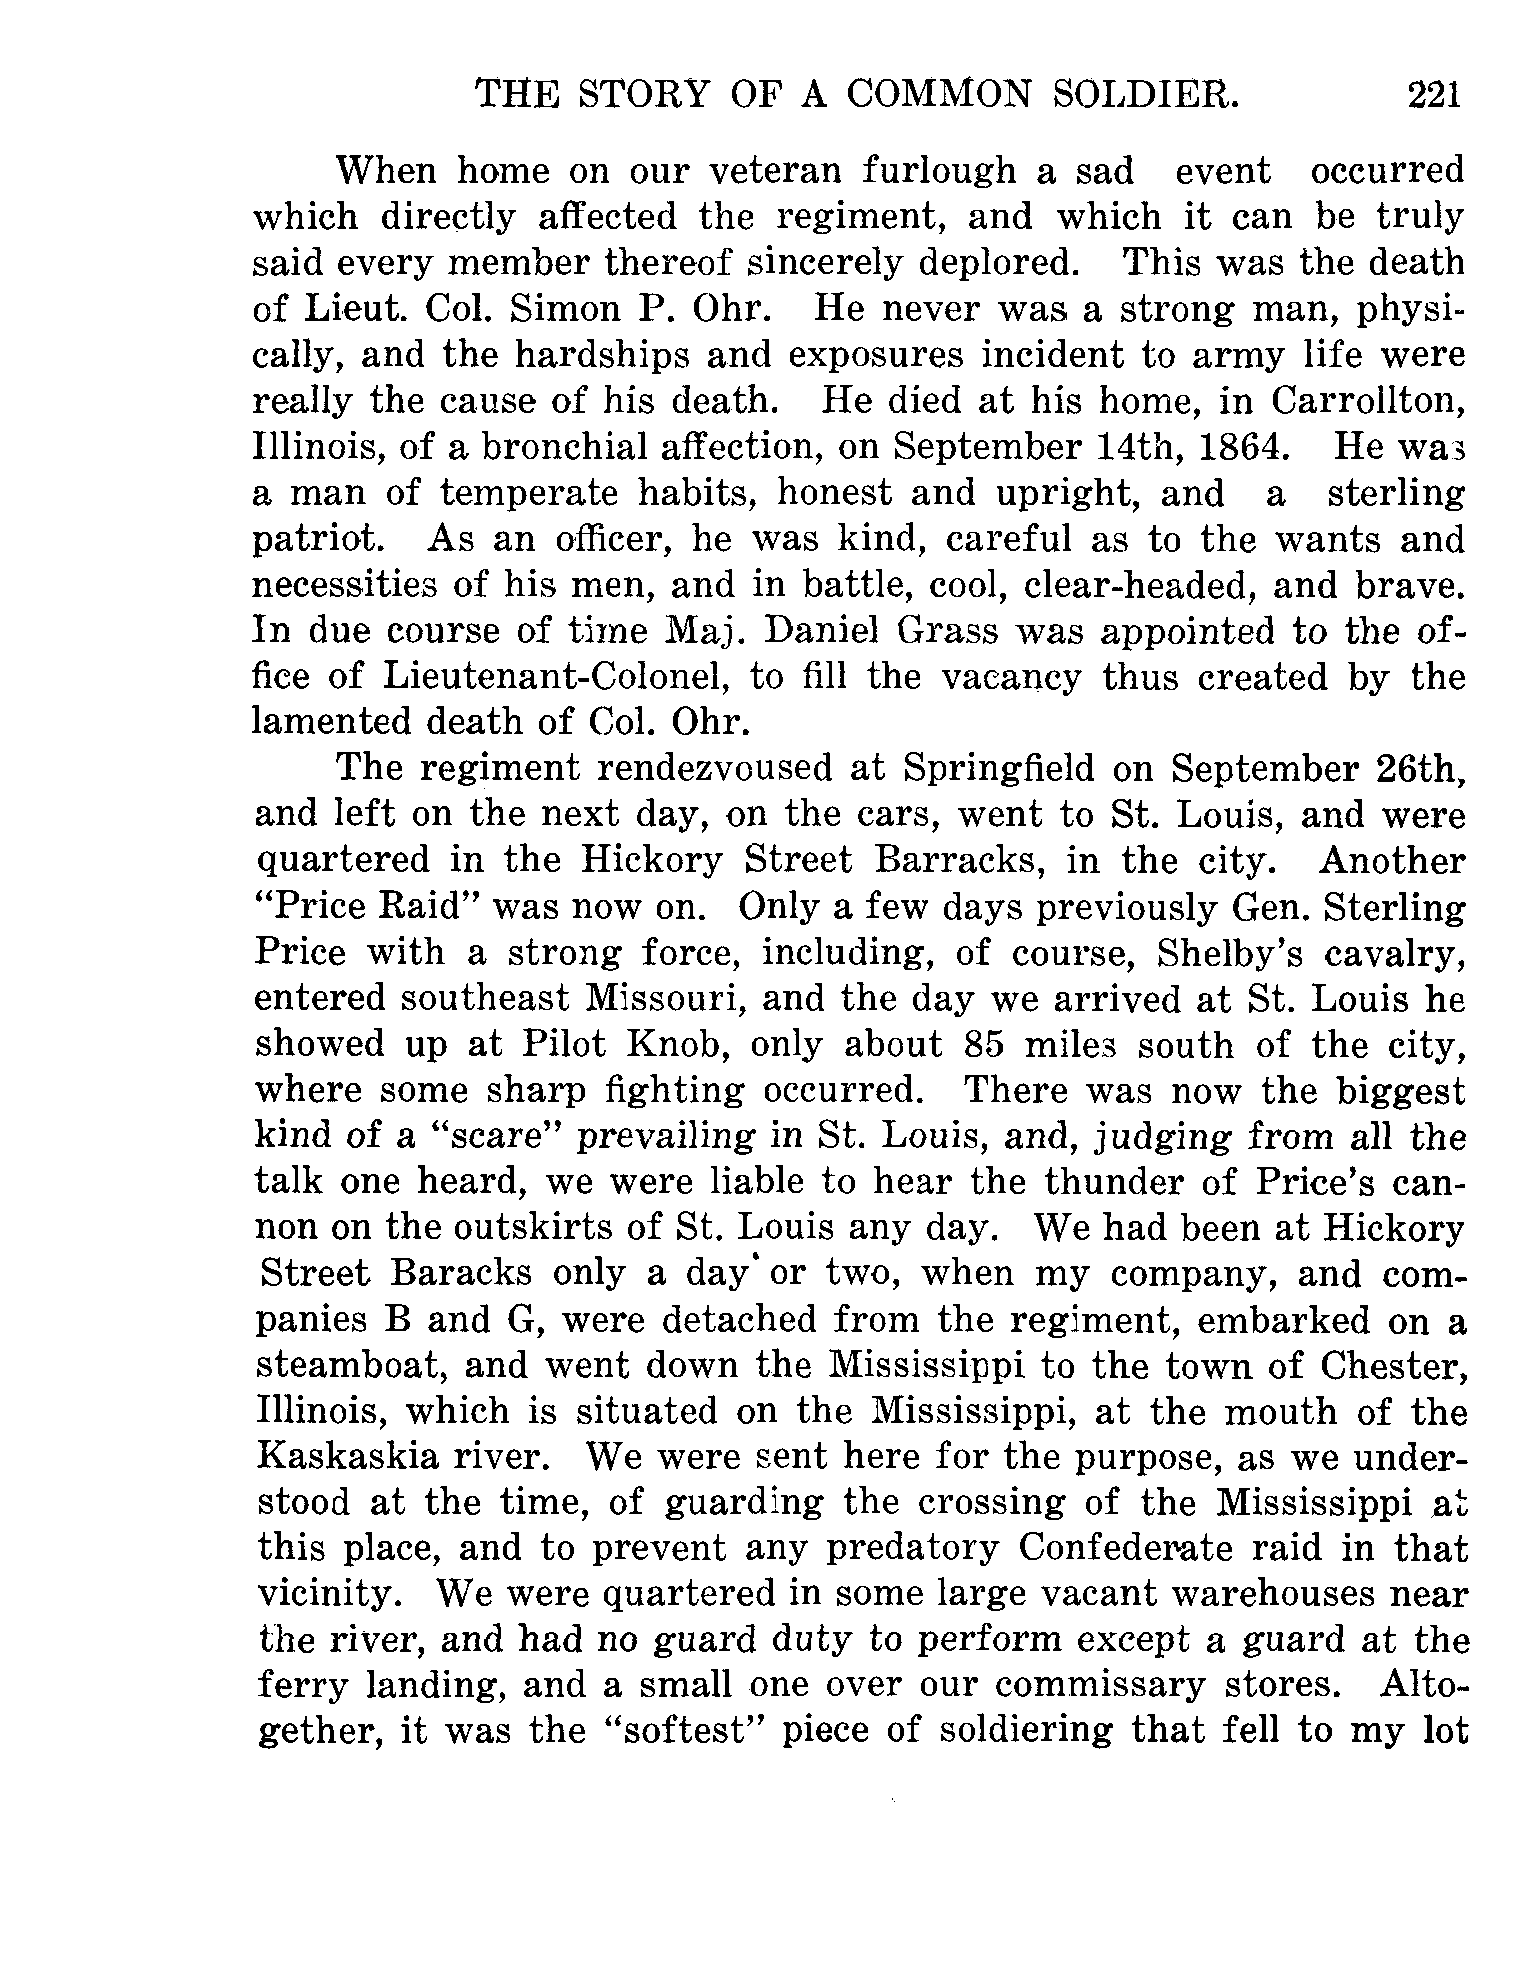 THE STORY OF A COMMON SOLDIER. 221
When home on our veteran furlough a sad event occurred
which directly affected the regiment, and which it can be truly
said every member thereof sincerely deplored. This was the death
of Lieut. Col. Simon P. Ohr. He never was a strong man, physi-
cally, and the hardships and exposures incident to army life were
really the cause of his death. He died at his home, in Carrollton,
Illinois, of a bronchial affection, on September 14th, 1864. He was
a man of temperate habits, honest and upright, and a sterling
patriot. As an officer, he was kind, careful as to the wants and
necessities of his men, and in battle, cool, clear-headed, and brave.
In due course of time Maj. Daniel Grass was appointed to the of-
fice of Lieutenant-Colonel, to fill the vacancy thus created by the
lamented death of Col. Ohr.
The regiment rendezvoused at Springfield on September 26th,
and left on the next day, on the cars, went to St. Louis, and were
quartered in the Hickory Street Barracks, in the city. Another
“Price Raid” was now on. Only a few days previously Gen. Sterling
Price with a strong force, including, of course, Shelby’s cavalry,
entered southeast Missouri, and the day we arrived at St. Louis he
showed up at Pilot Knob, only about 85 miles south of the city,
where some sharp fighting occurred. There was now the biggest
kind of a “scare” prevailing in St. Louis, and, judging from all the
talk one heard, we were liable to hear the thunder of Price’s can-
non on the outskirts of St. Louis any day. We had been at Hickory
Street Baracks only a day or two, when my company, and com-
panies B and G, were detached from the regiment, embarked on a
steamboat, and went down the Mississippi to the town of Chester,
Illinois, which is situated on the Mississippi, at the mouth of the
Kaskaskia river. We were sent here for the purpose, as we under-
stood at the time, of guarding the crossing of the Mississippi at
this place, and to prevent any predatory Confederate raid in that
vicinity. We were quartered in some large vacant warehouses near
the river, and had no guard duty to perform except a guard at the
ferry landing, and a small one over our commissary stores. Alto-
gether, it was the “softest” piece of soldiering that fell to my lot